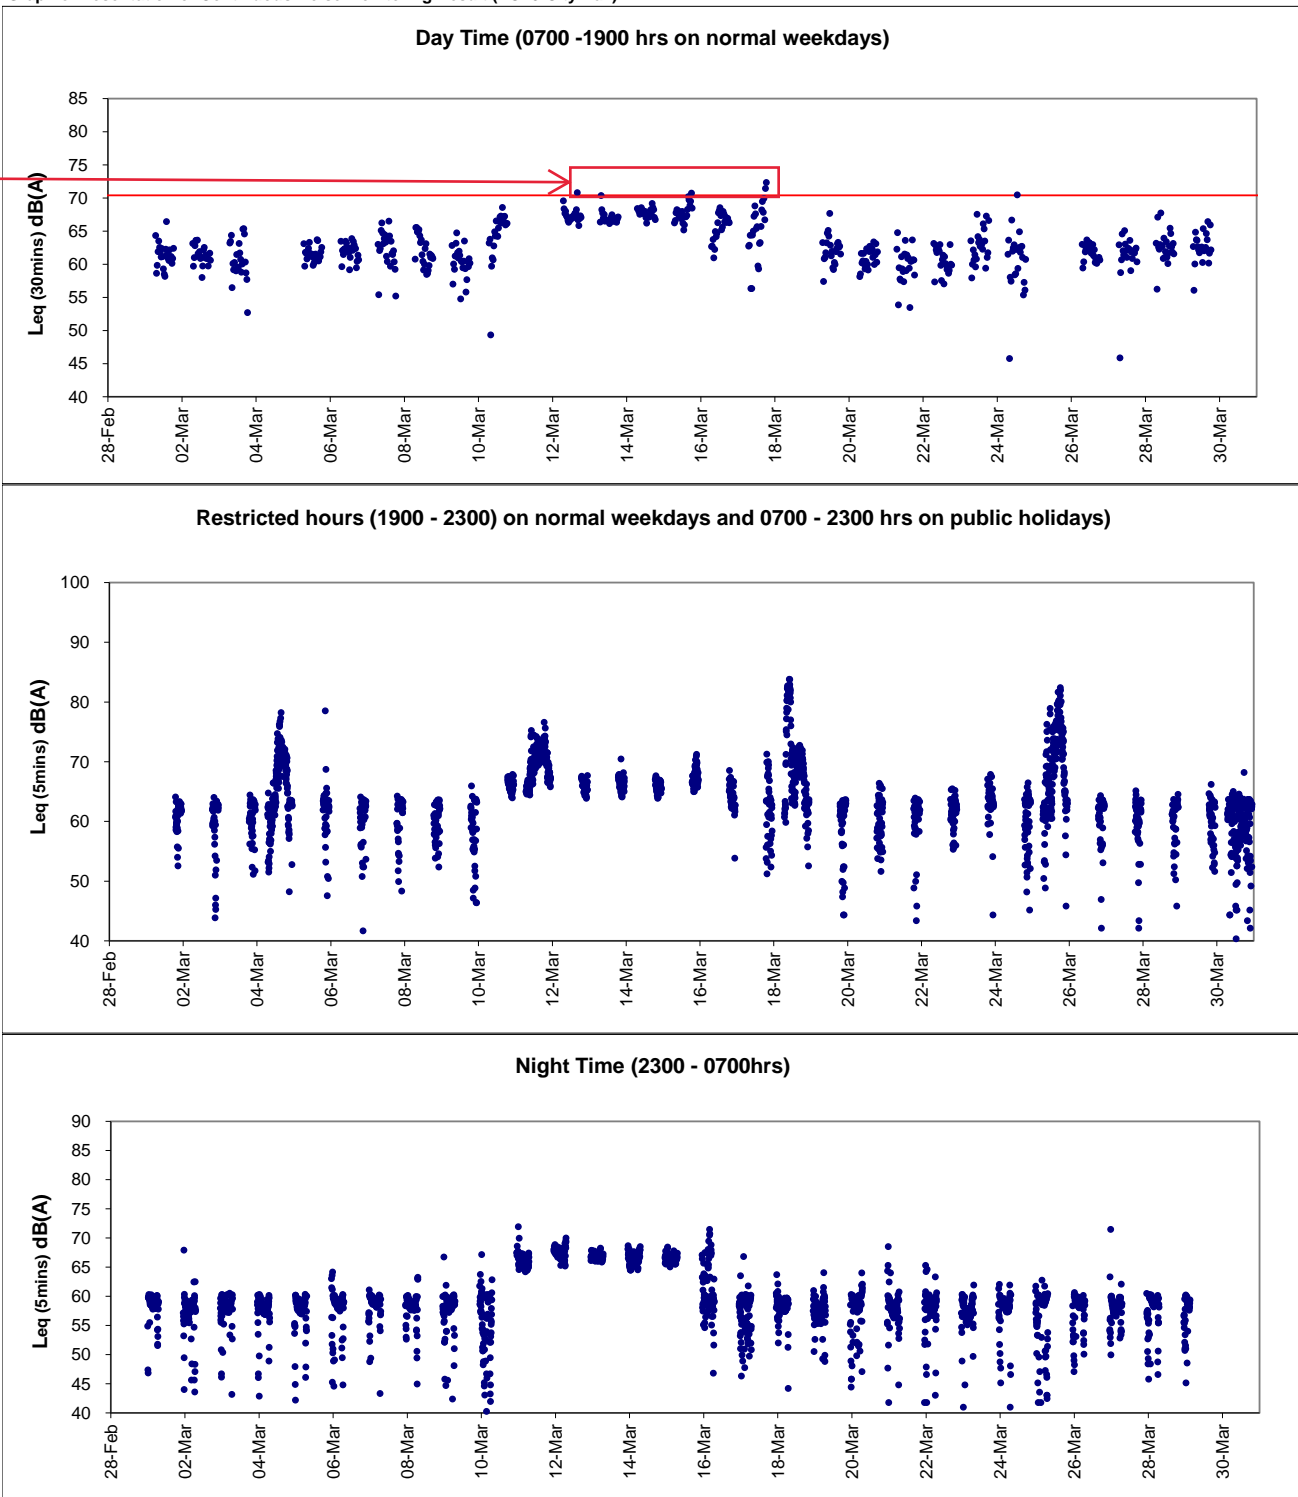 Day Time (0700 -1900 hrs on normal weekdays)
Leq (30mins) dB(A)
85
80
75
70
65
60
55
50
45
40
28-Feb
02-Mar
04-Mar
06-Mar
08-Mar
10-Mar
12-Mar
14-Mar
16-Mar
18-Mar
20-Mar
22-Mar
24-Mar
26-Mar
28-Mar
30-Mar
Restricted hours (1900 - 2300) on normal weekdays and 0700 - 2300 hrs on public holidays)
Leq (5mins) dB(A)
100
90
80
70
60
50
40
28-Feb
02-Mar
04-Mar
06-Mar
08-Mar
10-Mar
12-Mar
14-Mar
16-Mar
18-Mar
20-Mar
22-Mar
24-Mar
26-Mar
28-Mar
30-Mar
Night Time (2300 - 0700hrs)
Leq (5mins) dB(A)
90
85
80
75
70
65
60
55
50
45
40
28-Feb
02-Mar
04-Mar
06-Mar
08-Mar
10-Mar
12-Mar
14-Mar
16-Mar
18-Mar
20-Mar
22-Mar
24-Mar
26-Mar
28-Mar
30-Mar